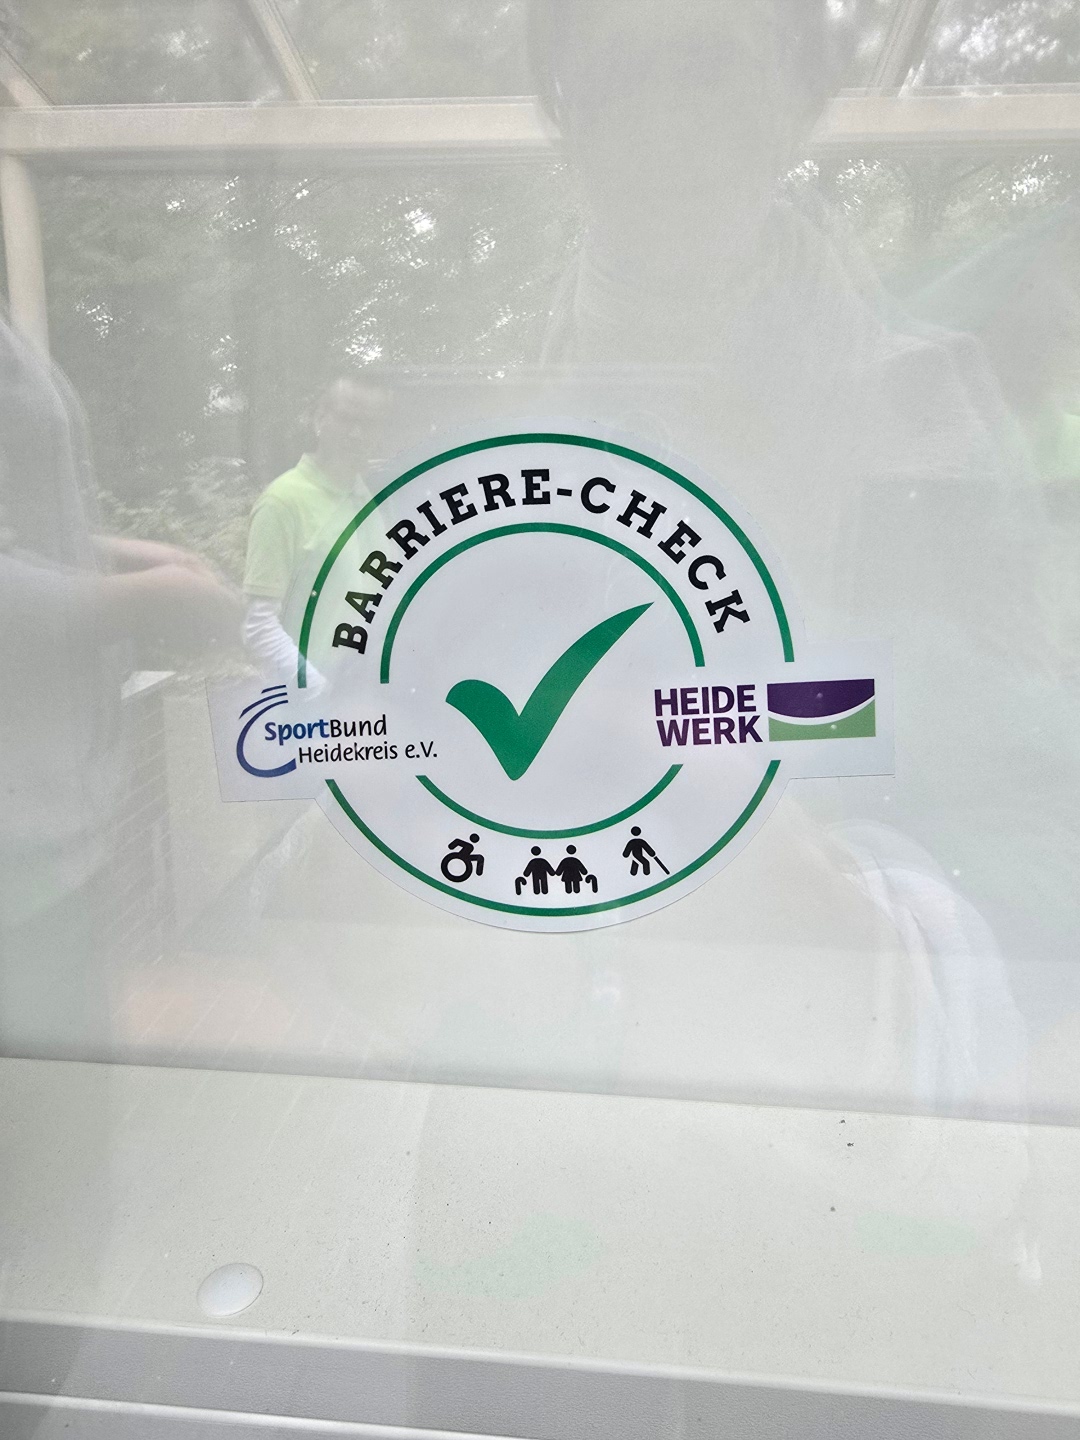 BARRIERE-CHECK
SportBund
Heidekreis e.V.
HEIDE
WERK